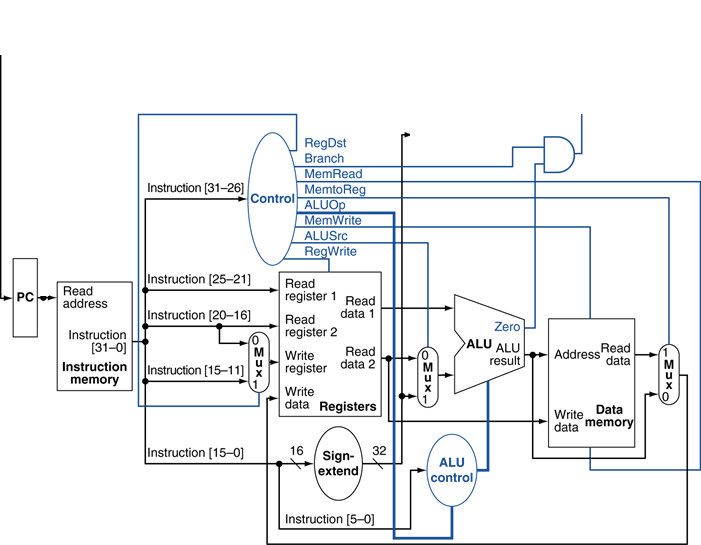 RegDst
Branch
MemRead
MemtoReg
ALUOp
MemWrite
ALUSrc
RegWrite
Control
Instruction [31–26]
Instruction [25–21]
Instruction [20–16]
Instruction [15–11]
Instruction [15–0]
Instruction [5–0]
PC
Read
address
Instruction
[31–0]
Instruction
memory
0
M
u
x
1
Read
register 1
Read
register 2
Write
register
Write
data
Read
data 1
Read
data 2
Registers
16
Sign-
extend
32
0
M
u
x
1
Zero
ALU
ALU
result
ALU
control
Address
Read
data
Write
data
Data
memory
1
M
u
x
0